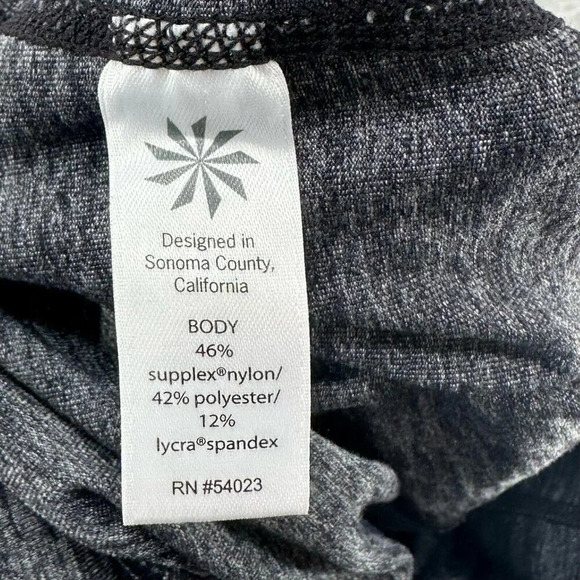 Designed in
Sonoma County,
California
BODY
46%
supplex®nylon/
42% polyester/
12%
lycra®spandex
RN #54023